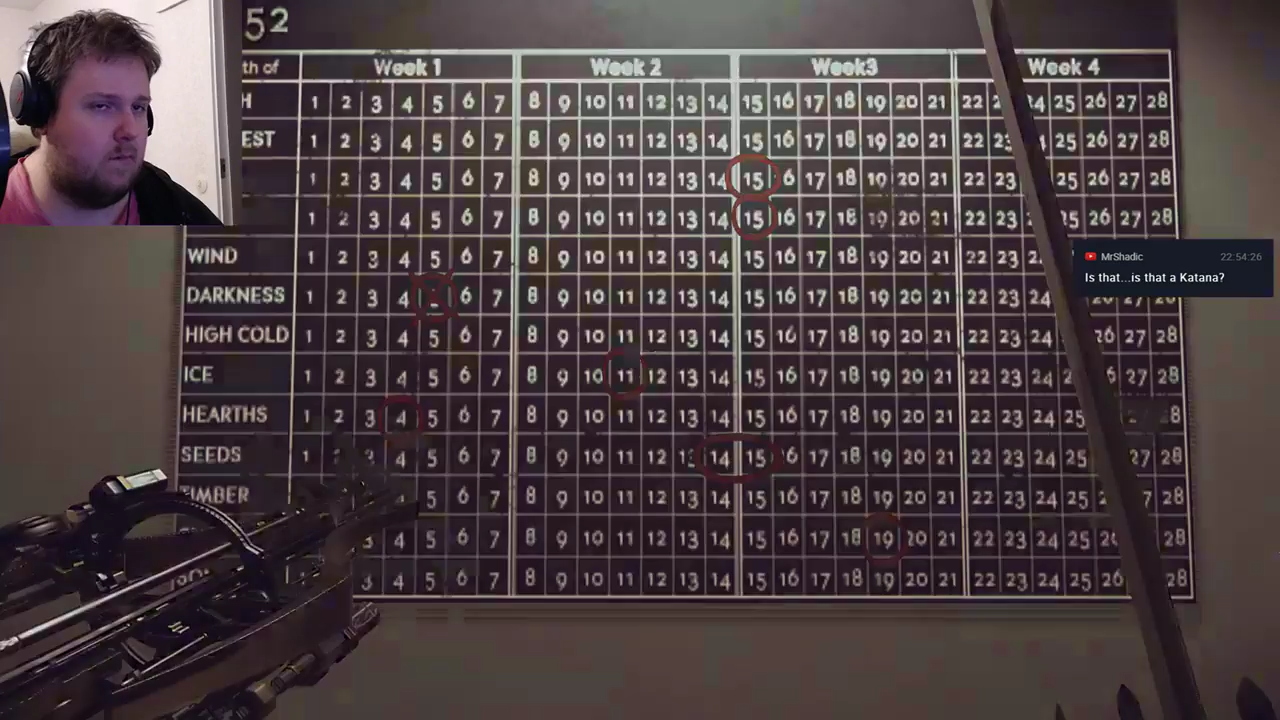 52
th of Week 1 Week 2 Week3 Week 4
H 1 2 3 4 5 6 7 8 9 10 11 12 13 14 15 16 17 18 19 20 21 22 24 25 26 27 28
EST 1 2 3 4 5 6 7 8 9 10 11 12 13 14 15 16 17 18 19 20 21 22 23 25 26 27 28
1 2 3 4 5 6 7 8 9 10 11 12 13 14 15 16 17 18 19 20 21 22 23 25 26 27 28
1 2 3 4 5 6 7 8 9 10 11 12 13 14 15 16 17 18 19 20 21 22 23 25 26 27 28
WIND 1 2 3 4 5 6 7 8 9 10 11 12 13 14 15 16 17 18 19 20 21 22 23
MrShadic 22:54:26
Is that...is that a Katana?
DARKNESS 1 2 3 4 6 7 8 9 10 11 12 13 14 15 16 17 18 19 20 21 22 23 24
HIGH COLD 1 2 3 4 5 6 7 8 9 10 11 12 13 14 15 16 17 18 19 20 21 22 23 24 26 27 28
ICE 1 2 3 4 5 6 7 8 9 10 11 12 13 14 15 16 17 18 19 20 21 22 23 24 27 28
HEARTHS 1 2 3 4 5 6 7 8 9 10 11 12 13 14 15 16 17 18 19 20 21 22 23 24 25
SEEDS 1 3 4 5 6 7 8 9 10 11 12 14 15 16 17 18 19 20 21 22 23 24 25 27 28
TIMBER 5 6 7 8 9 10 11 12 13 14 15 16 17 18 19 20 21 22 23 24 25 28
3 4 5 6 7 8 9 10 11 12 13 14 15 16 17 18 19 20 21 22 23 24 25 28
3 4 5 6 7 8 9 10 11 12 13 14 15 16 17 18 19 20 21 22 23 24 25 26 28